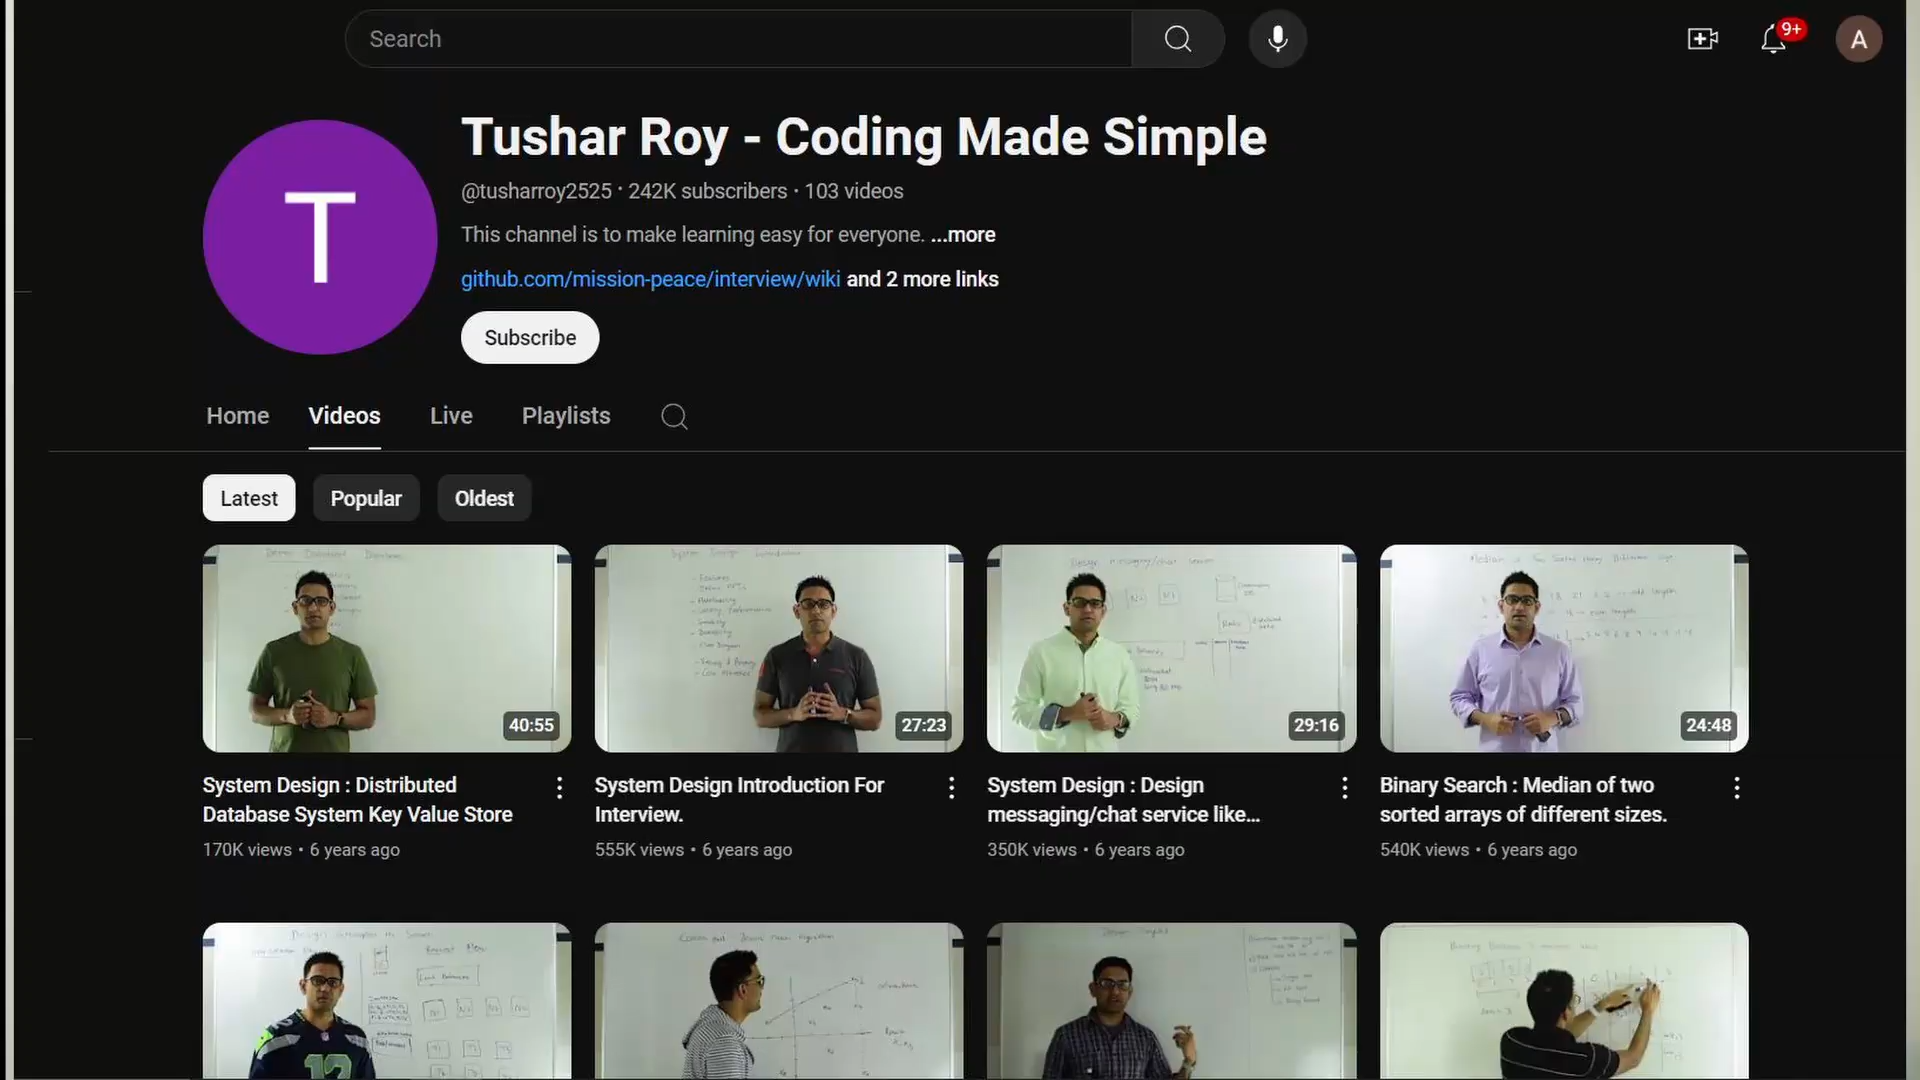 Search
9+
A
T
Tushar Roy - Coding Made Simple
@tusharroy2525 · 242K subscribers · 103 videos
This channel is to make learning easy for everyone. ...more
github.com/mission-peace/interview/wiki and 2 more links
Subscribe
Home Videos Live Playlists
Latest Popular Oldest
40:55
27:23
29:16
24:48
System Design : Distributed
Database System Key Value Store
170K views • 6 years ago
System Design Introduction For
Interview.
555K views • 6 years ago
System Design : Design
messaging/chat service like...
350K views • 6 years ago
Binary Search : Median of two
sorted arrays of different sizes.
540K views • 6 years ago
12